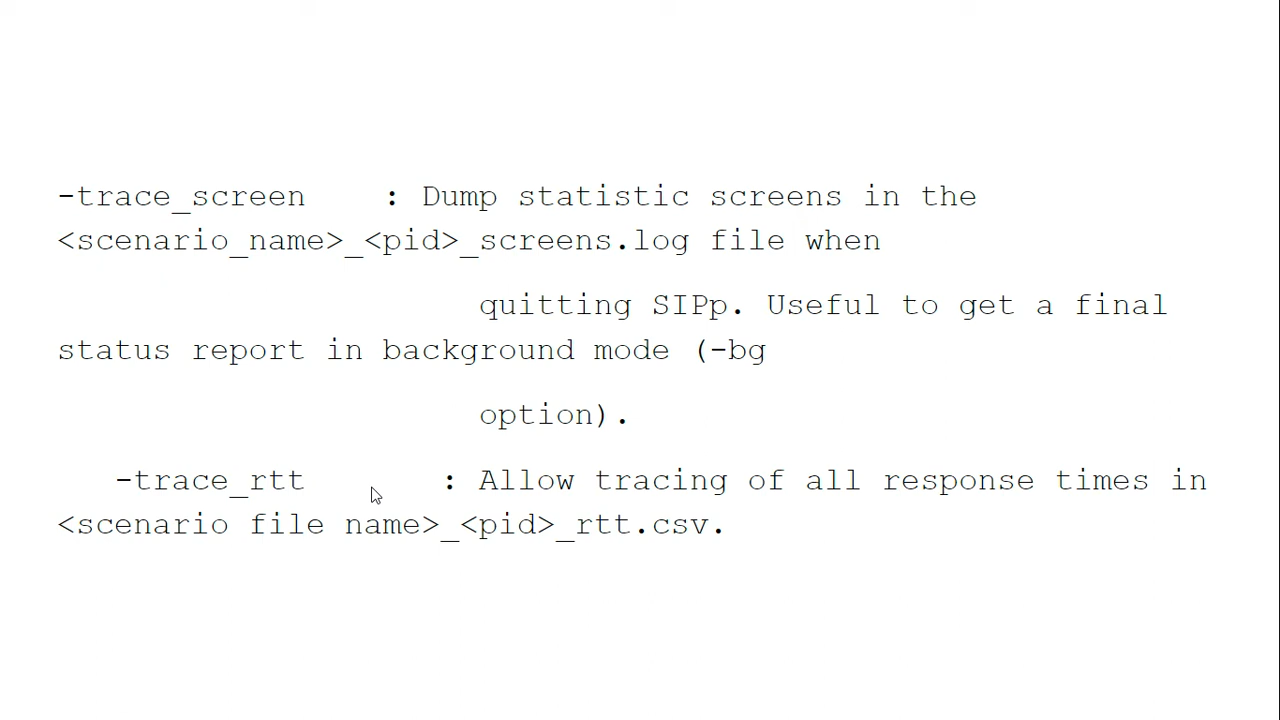 -trace_screen    : Dump statistic screens in the
<scenario_name>_<pid>_screens.log file when
quitting SIPp. Useful to get a final
status report in background mode (-bg
option).
-trace_rtt       : Allow tracing of all response times in
<scenario file name>_<pid>_rtt.csv.